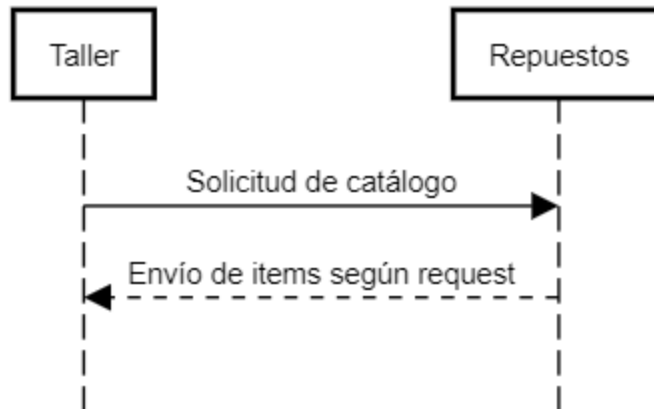 Taller
Repuestos
Solicitud de catálogo
Envío de items según request